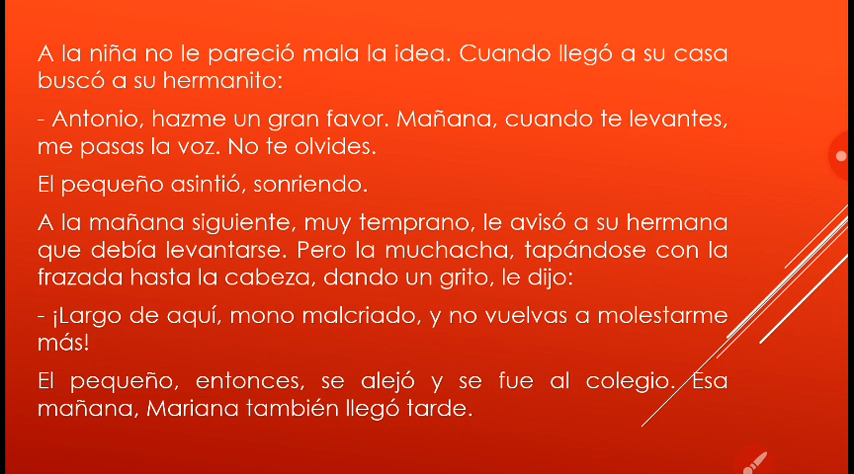 A la niña no le pareció mala la idea. Cuando llegó a su casa
buscó a su hermanito:
- Antonio, hazme un gran favor. Mañana, cuando te levantes,
me pasas la voz. No te olvides.
El pequeño asintió, sonriendo.
A la mañana siguiente, muy temprano, le avisó a su hermana
que debía levantarse. Pero la muchacha, tapándose con la
frazada hasta la cabeza, dando un grito, le dijo:
- ¡Largo de aquí, mono malcriado, y no vuelvas a molestarme
más!
El pequeño, entonces, se alejó y se fue al colegio. Esa
mañana, Mariana también llegó tarde.